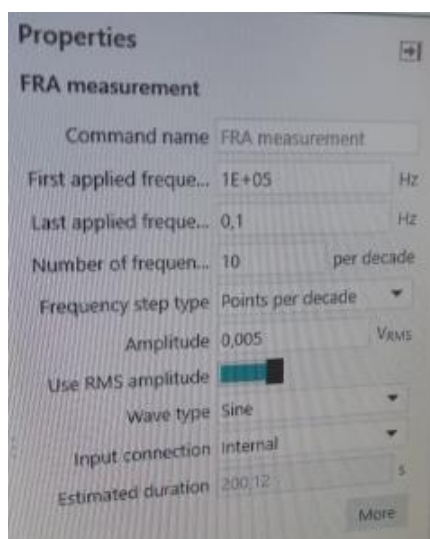 Properties
FRA measurement
Command name FRA measurement
First applied freque... 1E+05 Hz
Last applied freque... 0,1 Hz
Number of frequen... 10 per decade
Frequency step type Points per decade
Amplitude 0,005 VRMS
Use RMS amplitude
Wave type Sine
Input connection Internal
Estimated duration 200,12 s
More